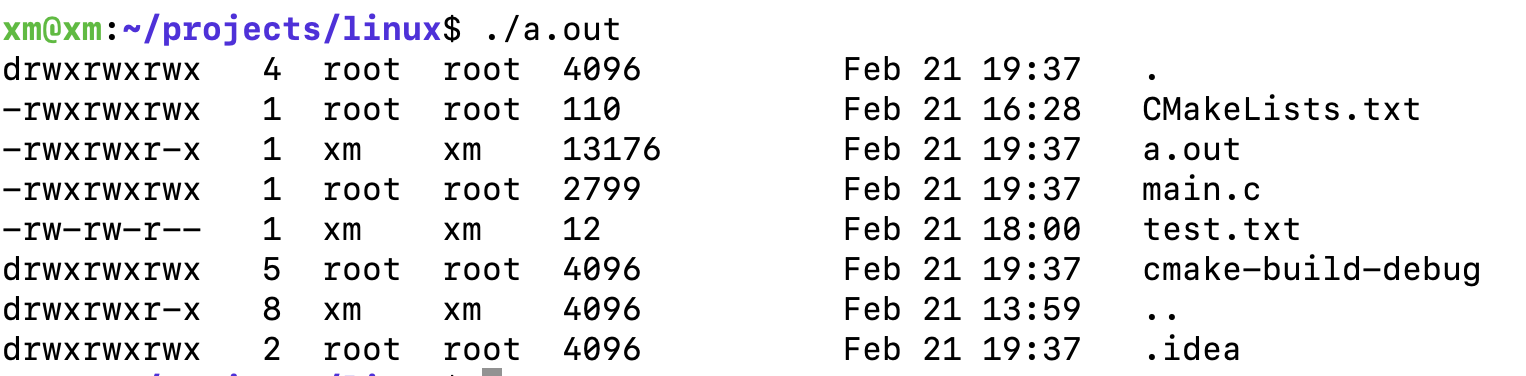 xm@xm:~/projects/linux$ ./a.out
drwxrwxrwx 4 root root 4096 Feb 21 19:37 .
-rwxrwxrwx 1 root root 110 Feb 21 16:28 CMakeLists.txt
-rwxrwxr-x 1 xm xm 13176 Feb 21 19:37 a.out
-rwxrwxrwx 1 root root 2799 Feb 21 19:37 main.c
-rw-rw-r-- 1 xm xm 12 Feb 21 18:00 test.txt
drwxrwxrwx 5 root root 4096 Feb 21 19:37 cmake-build-debug
drwxrwxr-x 8 xm xm 4096 Feb 21 13:59 ..
drwxrwxrwx 2 root root 4096 Feb 21 19:37 .idea